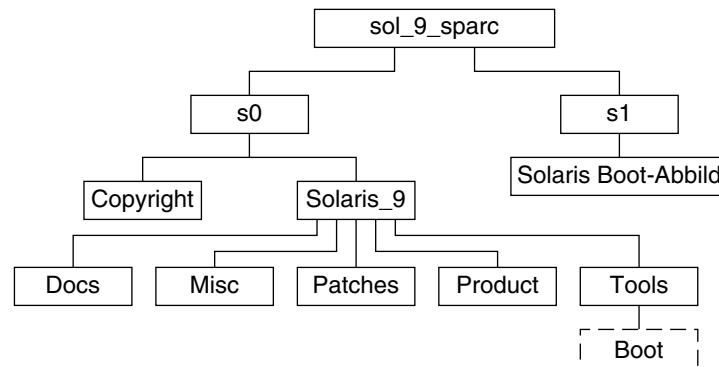 sol_9_sparc
s0
s1
Copyright
Solaris_9
Solaris Boot-Abbild
Docs
Misc
Patches
Product
Tools
Boot